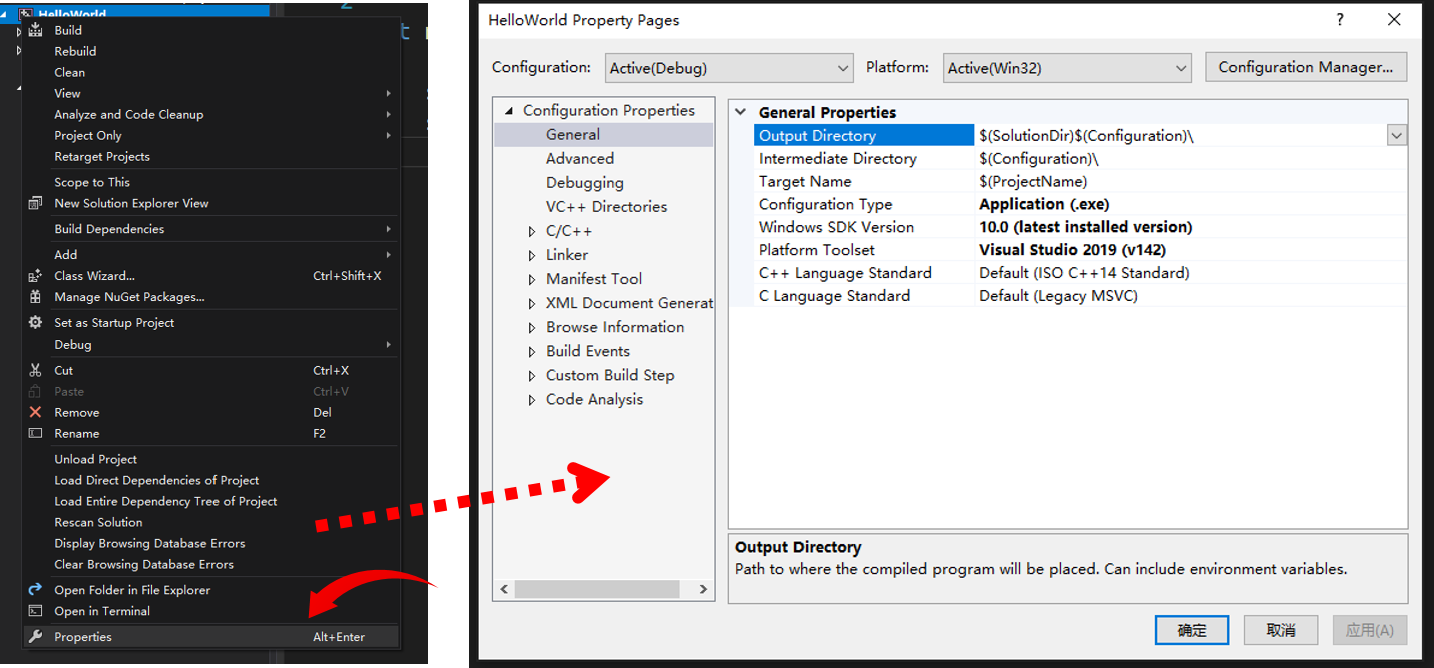 HelloWorld
2
Build
Rebuild
Clean
View
Analyze and Code Cleanup
Project Only
Retarget Projects
Scope to This
New Solution Explorer View
Build Dependencies
Add
Class Wizard... Ctrl+Shift+X
Manage NuGet Packages...
Set as Startup Project
Debug
Cut Ctrl+X
Paste Ctrl+V
Remove Del
Rename F2
Unload Project
Load Direct Dependencies of Project
Load Entire Dependency Tree of Project
Rescan Solution
Display Browsing Database Errors
Clear Browsing Database Errors
Open Folder in File Explorer
Open in Terminal
Properties Alt+Enter
HelloWorld Property Pages
Configuration: Active(Debug) Platform: Active(Win32) Configuration Manager...
Configuration Properties
General
Advanced
Debugging
VC++ Directories
C/C++
Linker
Manifest Tool
XML Document Generat
Browse Information
Build Events
Custom Build Step
Code Analysis
General Properties
Output Directory $(SolutionDir)$(Configuration)\
Intermediate Directory $(Configuration)\
Target Name $(ProjectName)
Configuration Type Application (.exe)
Windows SDK Version 10.0 (latest installed version)
Platform Toolset Visual Studio 2019 (v142)
C++ Language Standard Default (ISO C++14 Standard)
C Language Standard Default (Legacy MSVC)
Output Directory
Path to where the compiled program will be placed. Can include environment variables.
确定 取消 应用(A)